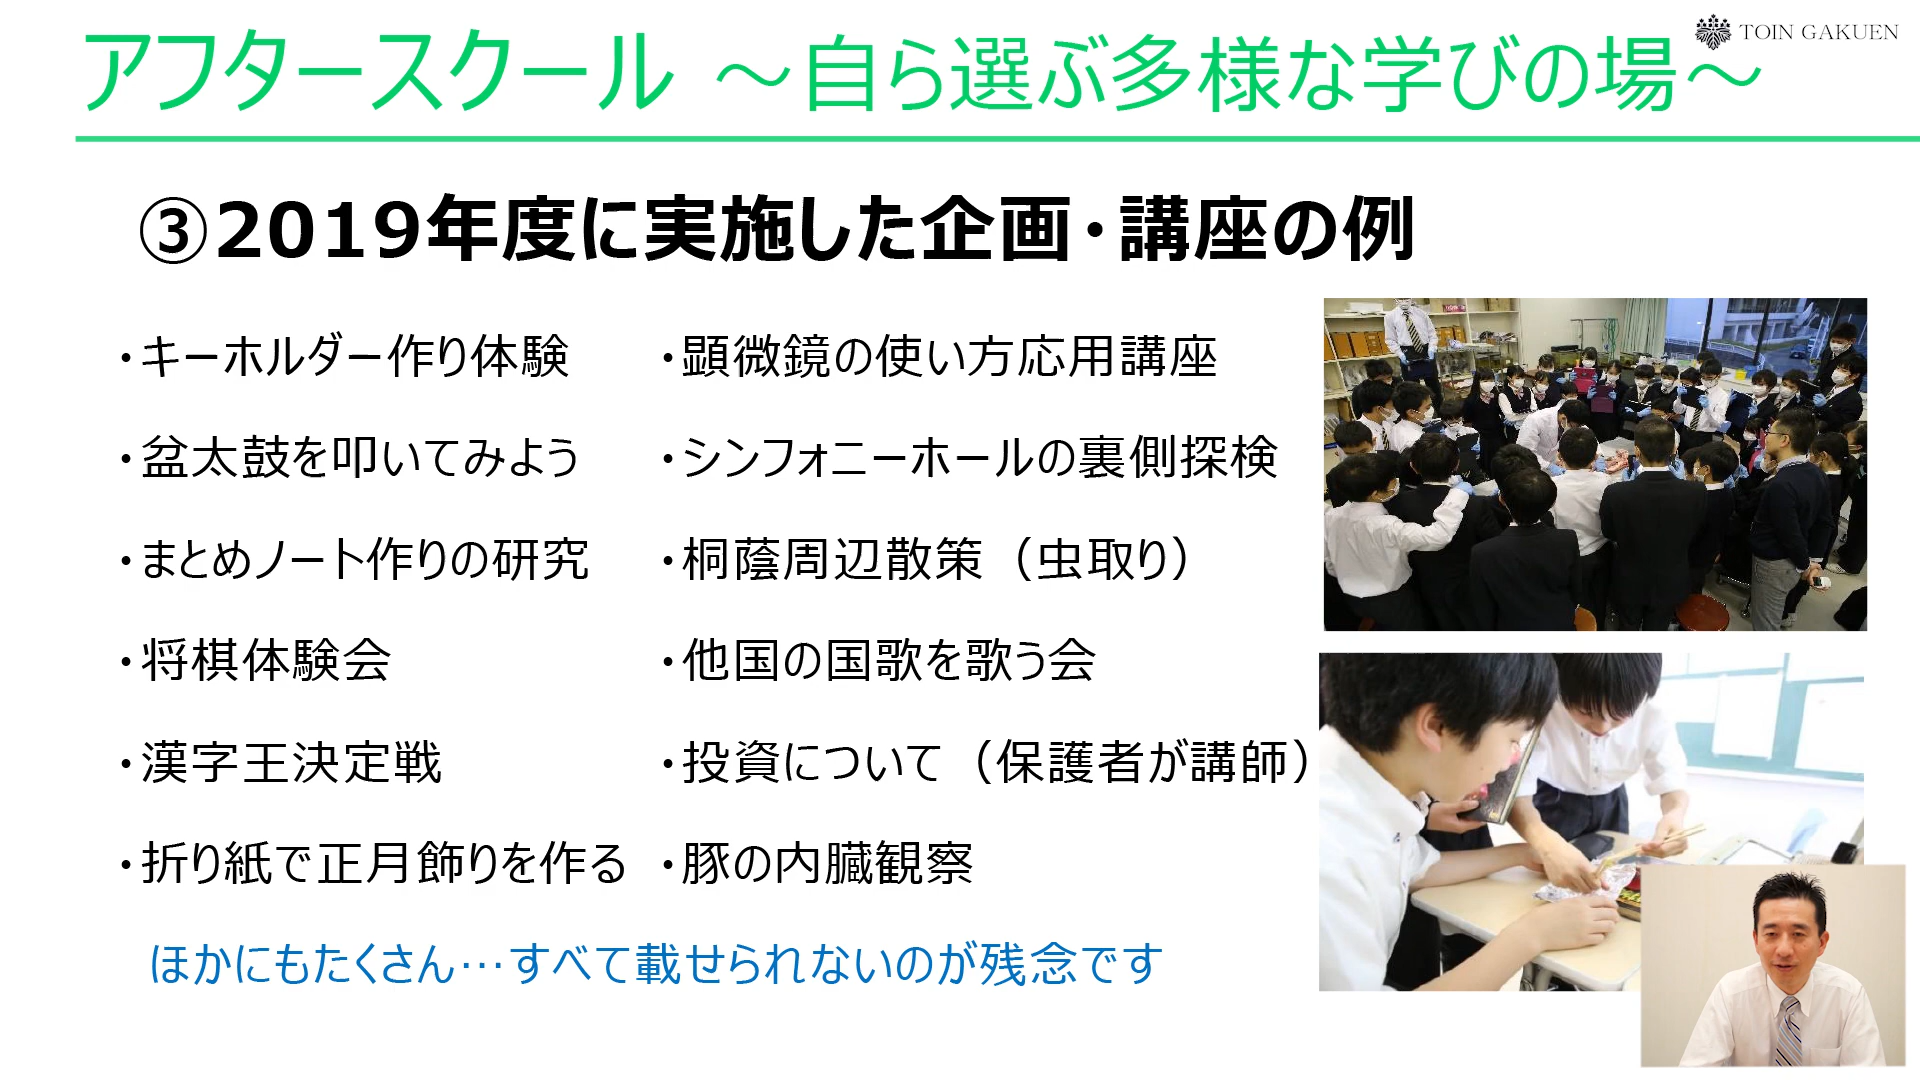 アフタースクール ～自ら選ぶ多様な学びの場～
TOIN GAKUEN
③2019年度に実施した企画・講座の例
・キーホルダー作り体験
・盆太鼓を叩いてみよう
・まとめノート作りの研究
・将棋体験会
・漢字王決定戦
・折り紙で正月飾りを作る
・顕微鏡の使い方応用講座
・シンフォニーホールの裏側探検
・桐蔭周辺散策（虫取り）
・他国の国歌を歌う会
・投資について（保護者が講師）
・豚の内臓観察
ほかにもたくさん…すべて載せられないのが残念です